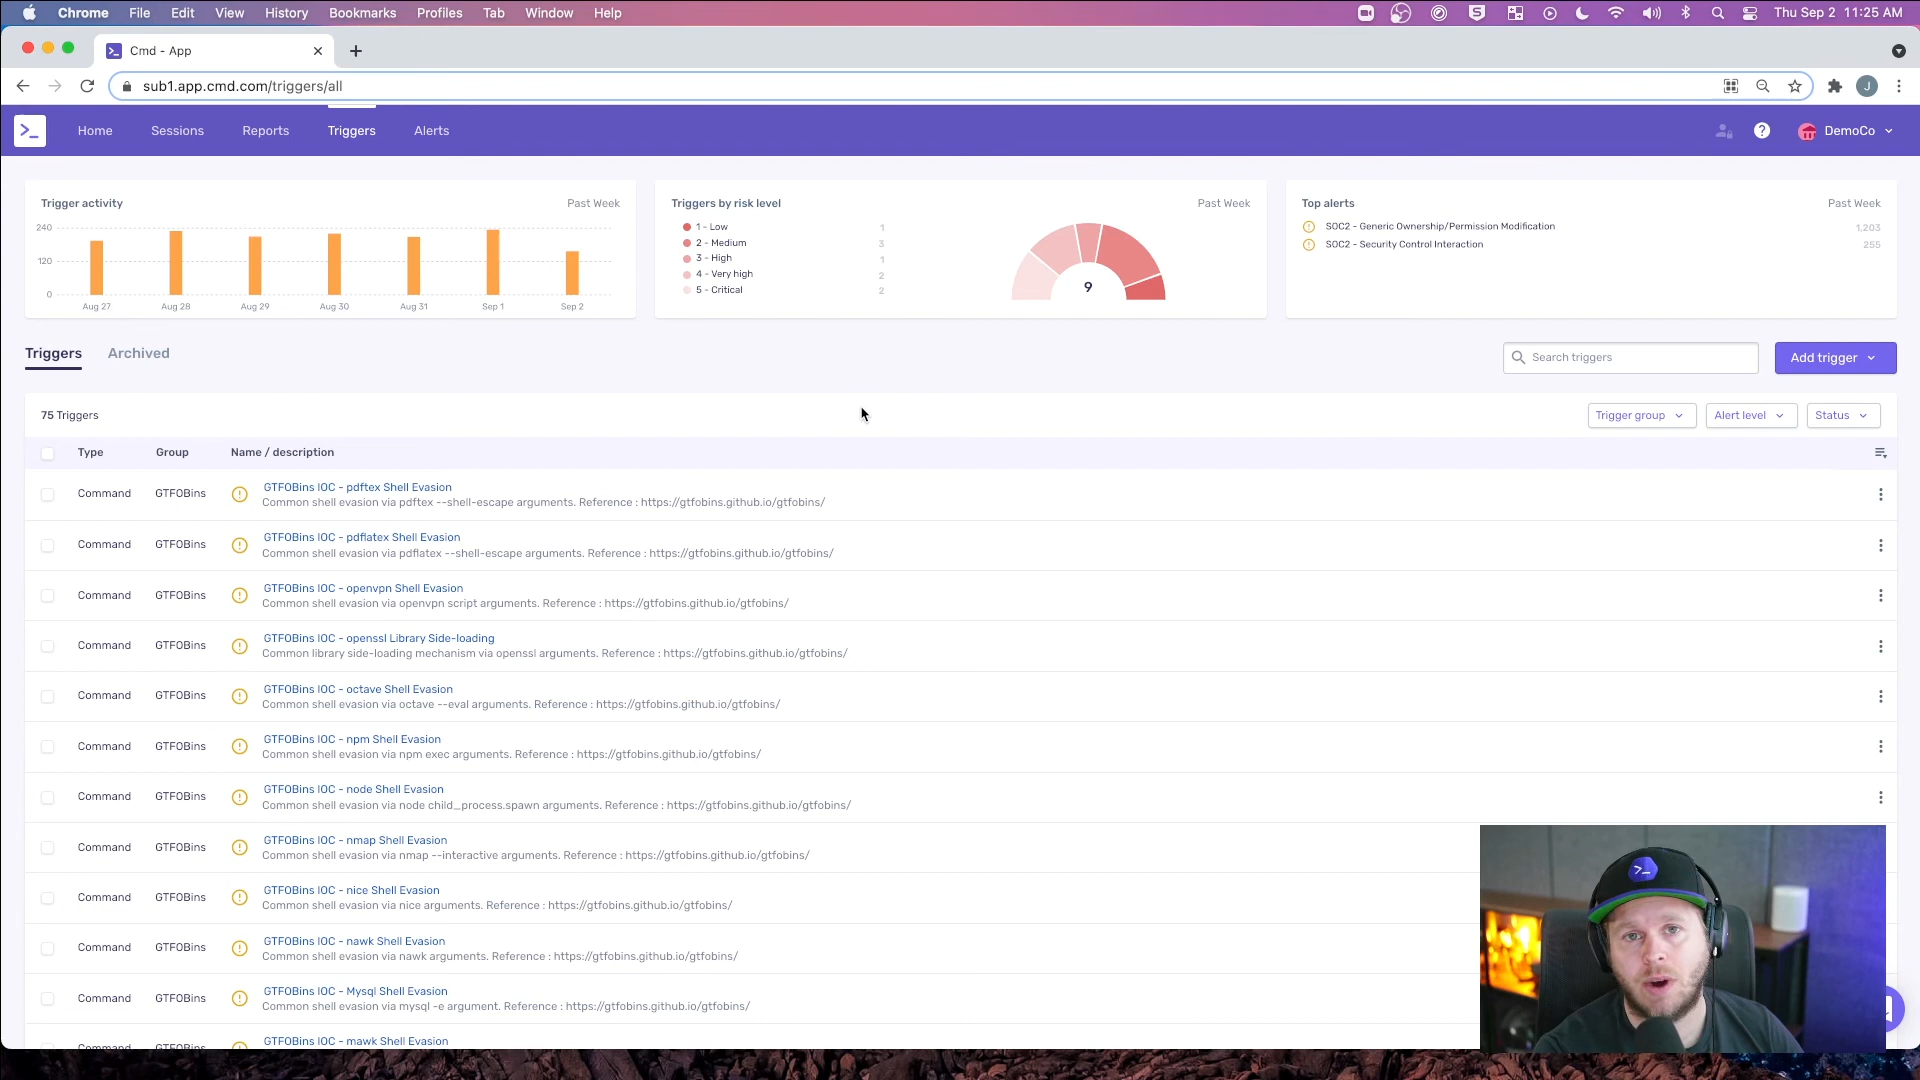 Chrome File Edit View History Bookmarks Profiles Tab Window Help Thu Sep 2 11:25 AM
Cmd - App
sub1.app.cmd.com/triggers/all J
>_ Home Sessions Reports Triggers Alerts ? DemoCo
Trigger activity Past Week
240
120
0
Aug 27 Aug 28 Aug 29 Aug 30 Aug 31 Sep 1 Sep 2
Triggers by risk level Past Week
1 - Low 1
2 - Medium 3
3 - High 1
4 - Very high 2
5 - Critical 2
9
Top alerts Past Week
SOC2 - Generic Ownership/Permission Modification 1,203
SOC2 - Security Control Interaction 255
Triggers Archived Search triggers Add trigger
75 Triggers Trigger group Alert level Status
Type Group Name / description
Command GTFOBins GTFOBins IOC - pdftex Shell Evasion
Common shell evasion via pdftex --shell-escape arguments. Reference : https://gtfobins.github.io/gtfobins/
Command GTFOBins GTFOBins IOC - pdflatex Shell Evasion
Common shell evasion via pdflatex --shell-escape arguments. Reference : https://gtfobins.github.io/gtfobins/
Command GTFOBins GTFOBins IOC - openvpn Shell Evasion
Common shell evasion via openvpn script arguments. Reference : https://gtfobins.github.io/gtfobins/
Command GTFOBins GTFOBins IOC - openssl Library Side-loading
Common library side-loading mechanism via openssl arguments. Reference : https://gtfobins.github.io/gtfobins/
Command GTFOBins GTFOBins IOC - octave Shell Evasion
Common shell evasion via octave --eval arguments. Reference : https://gtfobins.github.io/gtfobins/
Command GTFOBins GTFOBins IOC - npm Shell Evasion
Common shell evasion via npm exec arguments. Reference : https://gtfobins.github.io/gtfobins/
Command GTFOBins GTFOBins IOC - node Shell Evasion
Common shell evasion via node child_process.spawn arguments. Reference : https://gtfobins.github.io/gtfobins/
Command GTFOBins GTFOBins IOC - nmap Shell Evasion
Common shell evasion via nmap --interactive arguments. Reference : https://gtfobins.github.io/gtfobins/
Command GTFOBins GTFOBins IOC - nice Shell Evasion
Common shell evasion via nice arguments. Reference : https://gtfobins.github.io/gtfobins/
Command GTFOBins GTFOBins IOC - nawk Shell Evasion
Common shell evasion via nawk arguments. Reference : https://gtfobins.github.io/gtfobins/
Command GTFOBins GTFOBins IOC - Mysql Shell Evasion
Common shell evasion via mysql -e argument. Reference : https://gtfobins.github.io/gtfobins/
Command GTFOBins GTFOBins IOC - mawk Shell Evasion
>_